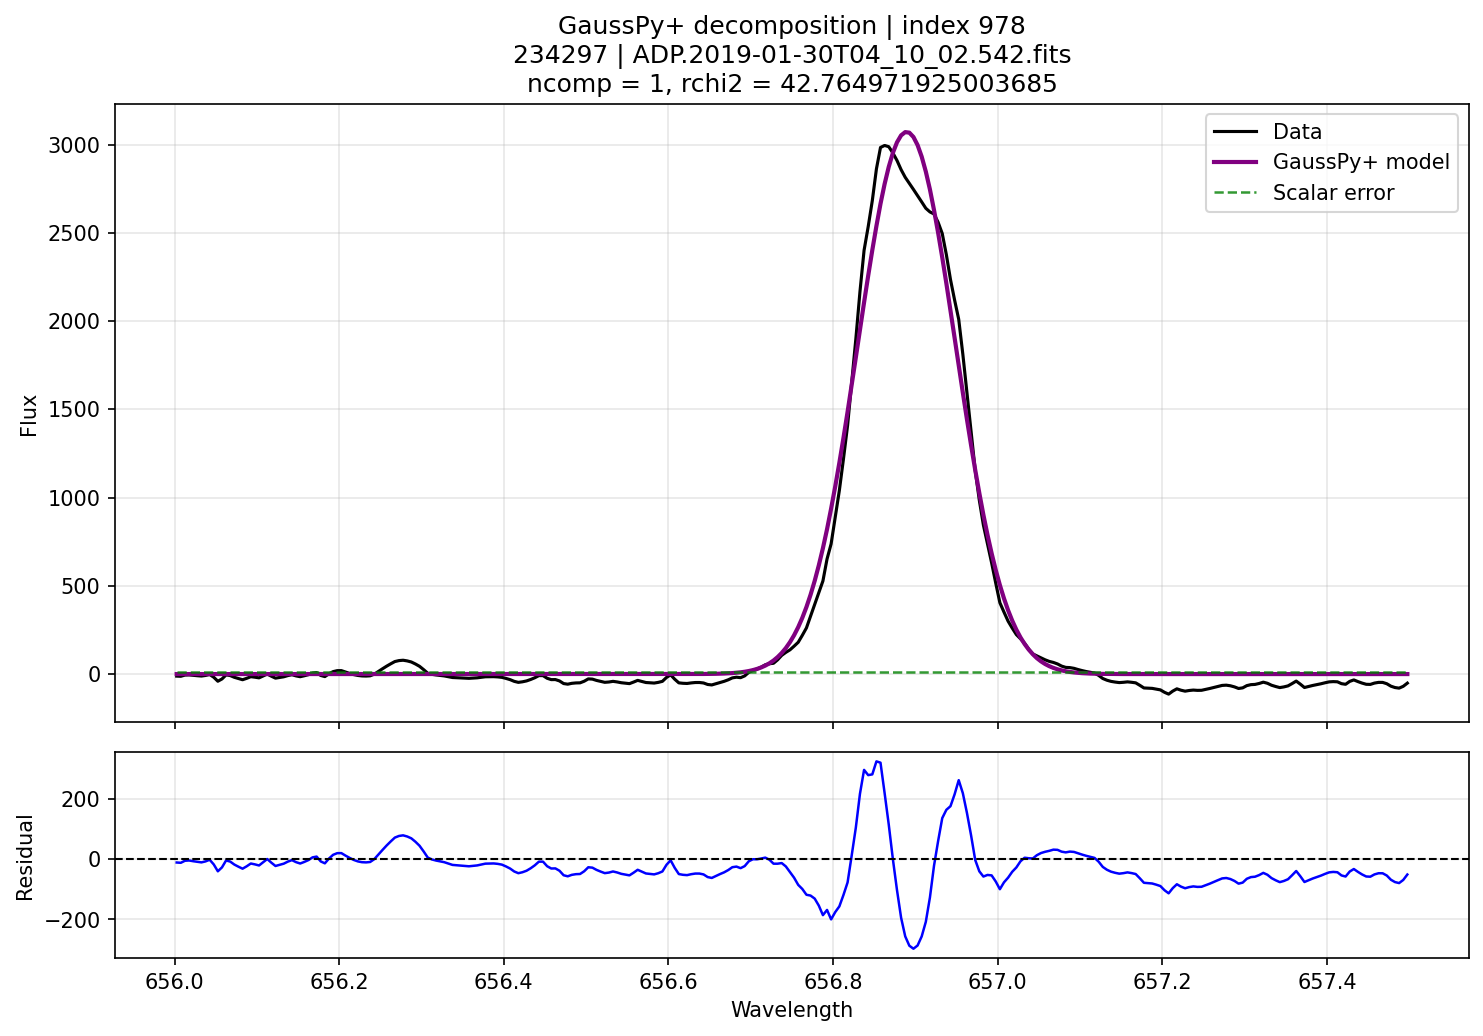 GaussPy+ decomposition | index 978
234297 | ADP.2019-01-30T04_10_02.542.fits
ncomp = 1, rchi2 = 42.764971925003685
Data
GaussPy+ model
Scalar error
Flux
3000
2500
2000
1500
1000
500
0
Residual
200
0
−200
656.0 656.2 656.4 656.6 656.8 657.0 657.2 657.4
Wavelength